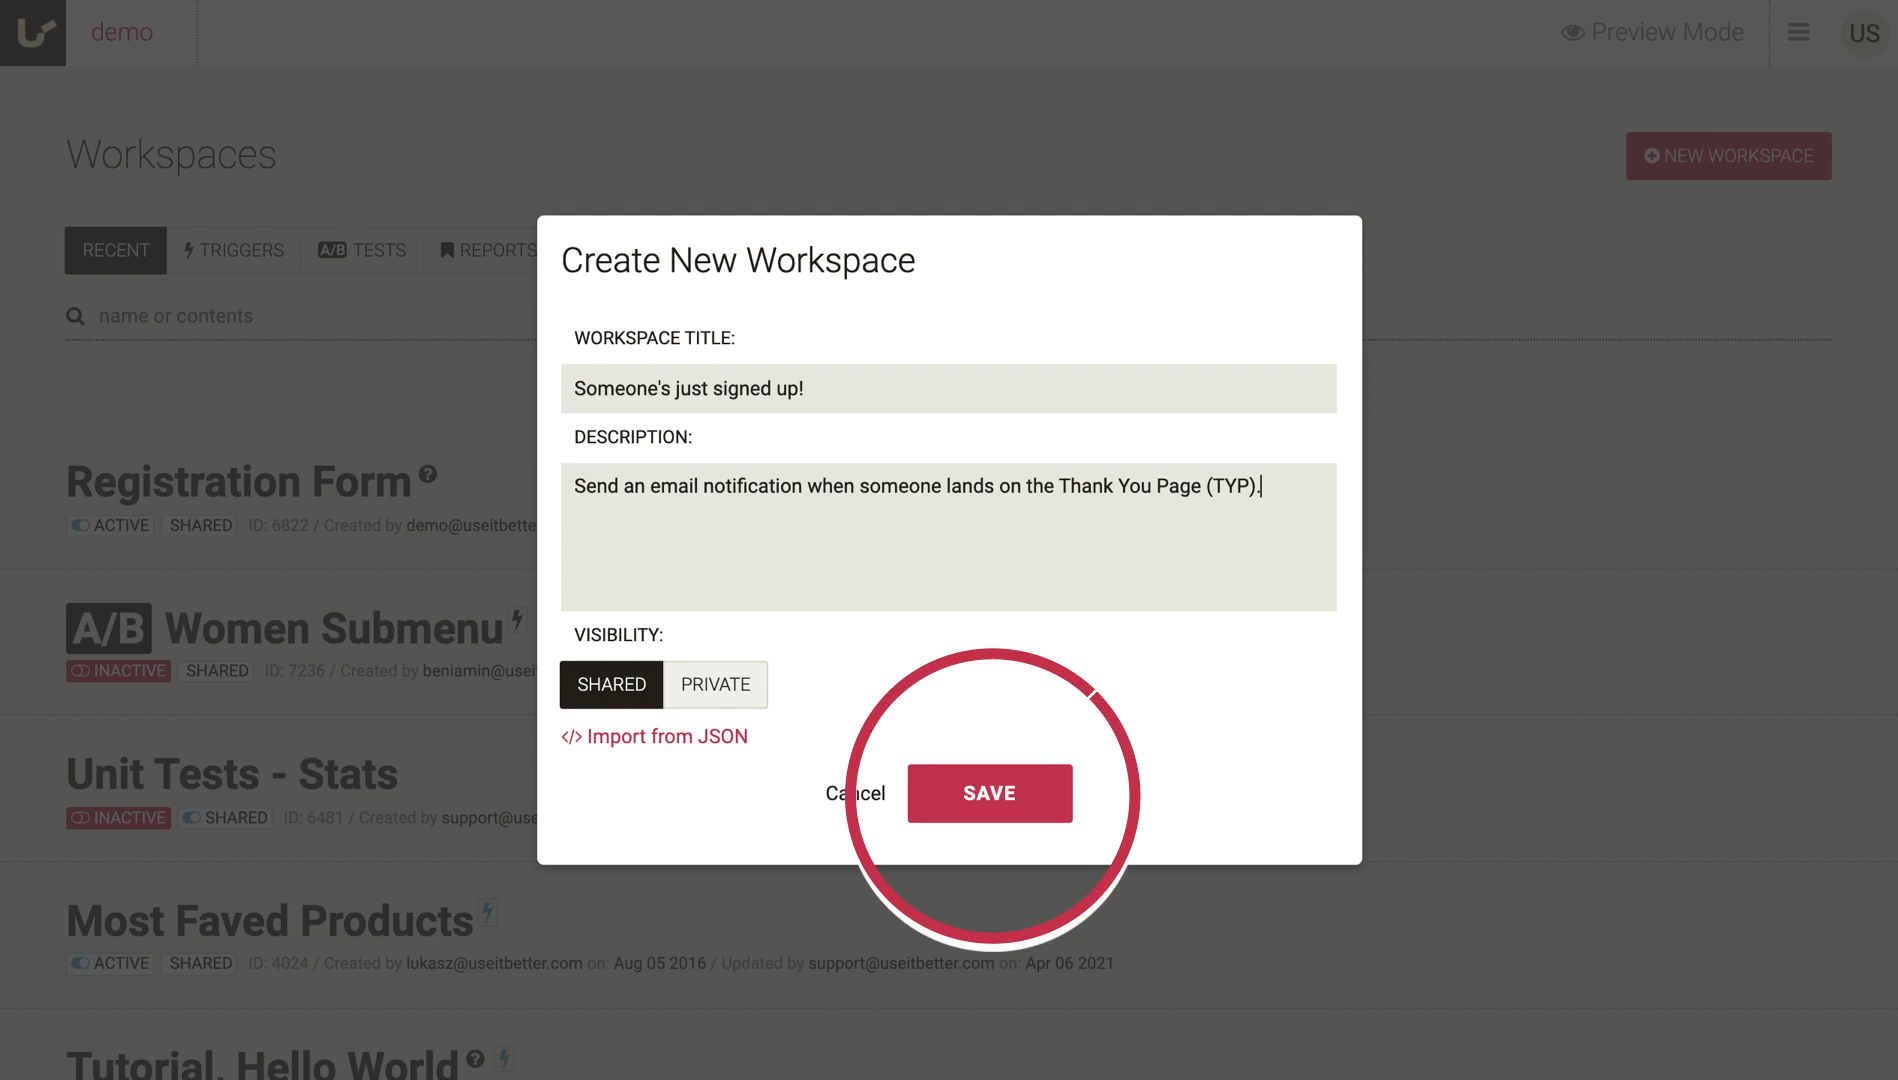 demo
Preview Mode
US
Workspaces
NEW WORKSPACE
RECENT
TRIGGERS
A/B TESTS
REPORTS
name or contents
Create New Workspace
WORKSPACE TITLE:
Someone's just signed up!
DESCRIPTION:
Send an email notification when someone lands on the Thank You Page (TYP).
VISIBILITY:
SHARED
PRIVATE
</> Import from JSON
Cancel
SAVE
Registration Form
ACTIVE SHARED ID: 6822 / Created by demo@useitbette
A/B Women Submenu
INACTIVE SHARED ID: 7236 / Created by beniamin@usei
Unit Tests - Stats
INACTIVE SHARED ID: 6481 / Created by support@use
Most Faved Products
ACTIVE SHARED ID: 4024 / Created by lukasz@useitbetter.com on: Aug 05 2016 / Updated by support@useitbetter.com on: Apr 06 2021
Tutorial, Hello World